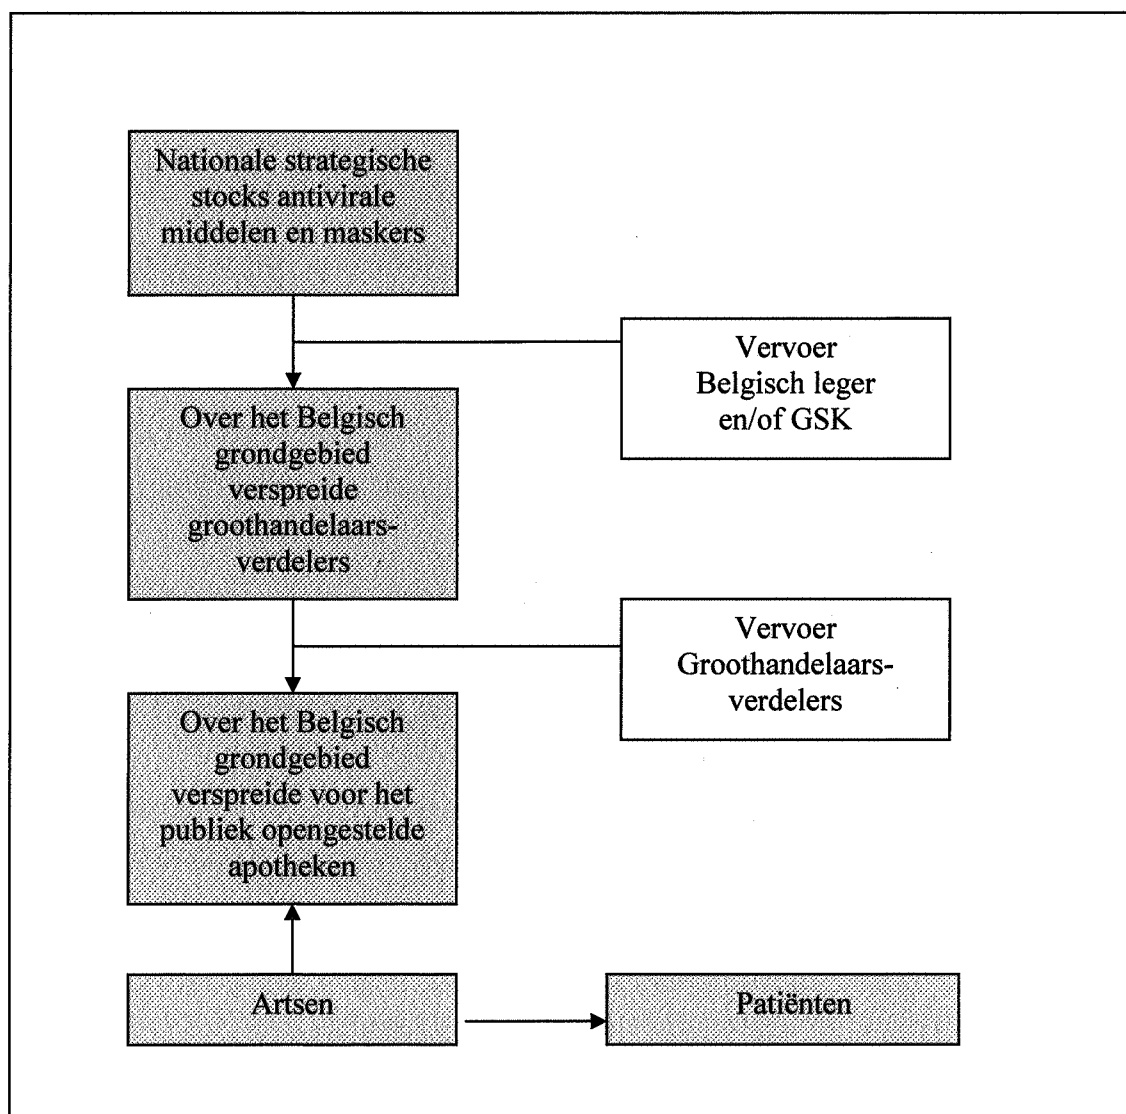 Nationale strategische
stocks antivirale
middelen en maskers
Vervoer
Belgisch leger
en/of GSK
Over het Belgisch
grondgebied
verspreide
groothandelaars-
verdelers
Vervoer
Groothandelaars-
verdelers
Over het Belgisch
grondgebied
verspreide voor het
publiek opengestelde
apotheken
Artsen
Patiënten